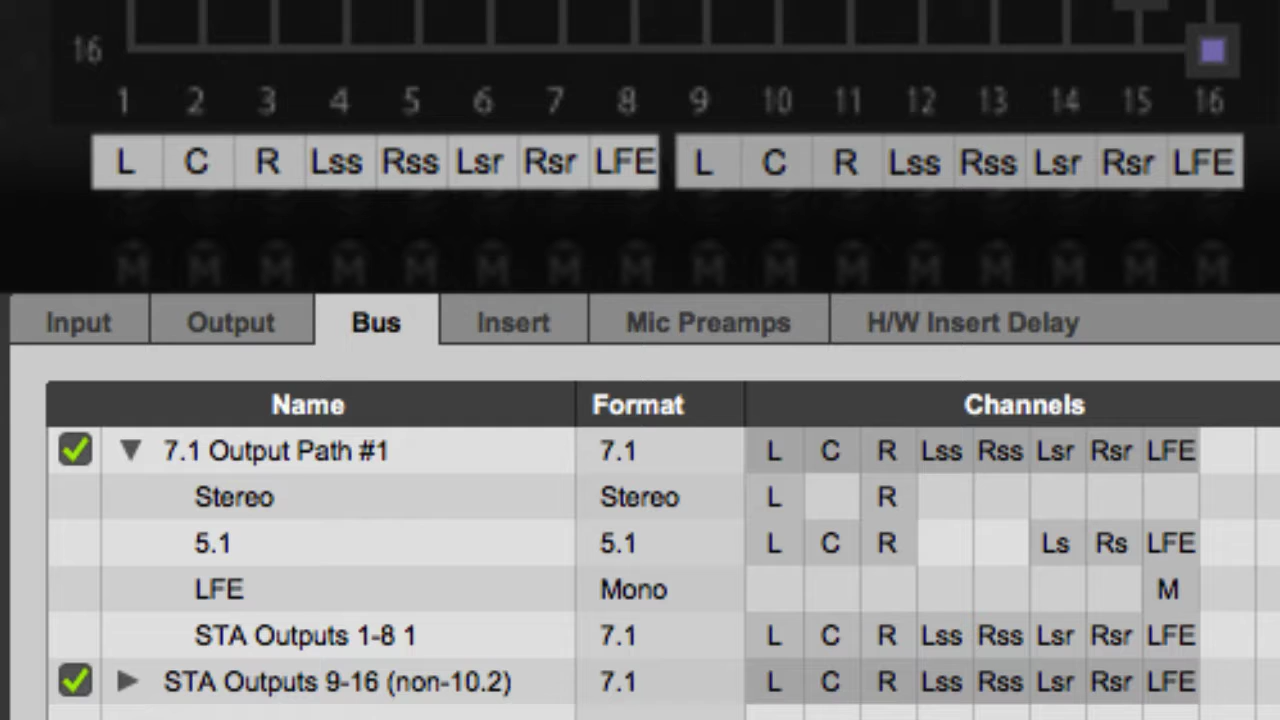 16
1 2 3 4 5 6 7 8 9 10 11 12 13 14 15 16
L C R Lss Rss Lsr Rsr LFE L C R Lss Rss Lsr Rsr LFE
M M M M M M M M M M M M M M M M
Input Output Bus Insert Mic Preamps H/W Insert Delay
Name Format Channels
7.1 Output Path #1 7.1 L C R Lss Rss Lsr Rsr LFE
Stereo Stereo L R
5.1 5.1 L C R Ls Rs LFE
LFE Mono M
STA Outputs 1-8 1 7.1 L C R Lss Rss Lsr Rsr LFE
STA Outputs 9-16 (non-10.2) 7.1 L C R Lss Rss Lsr Rsr LFE